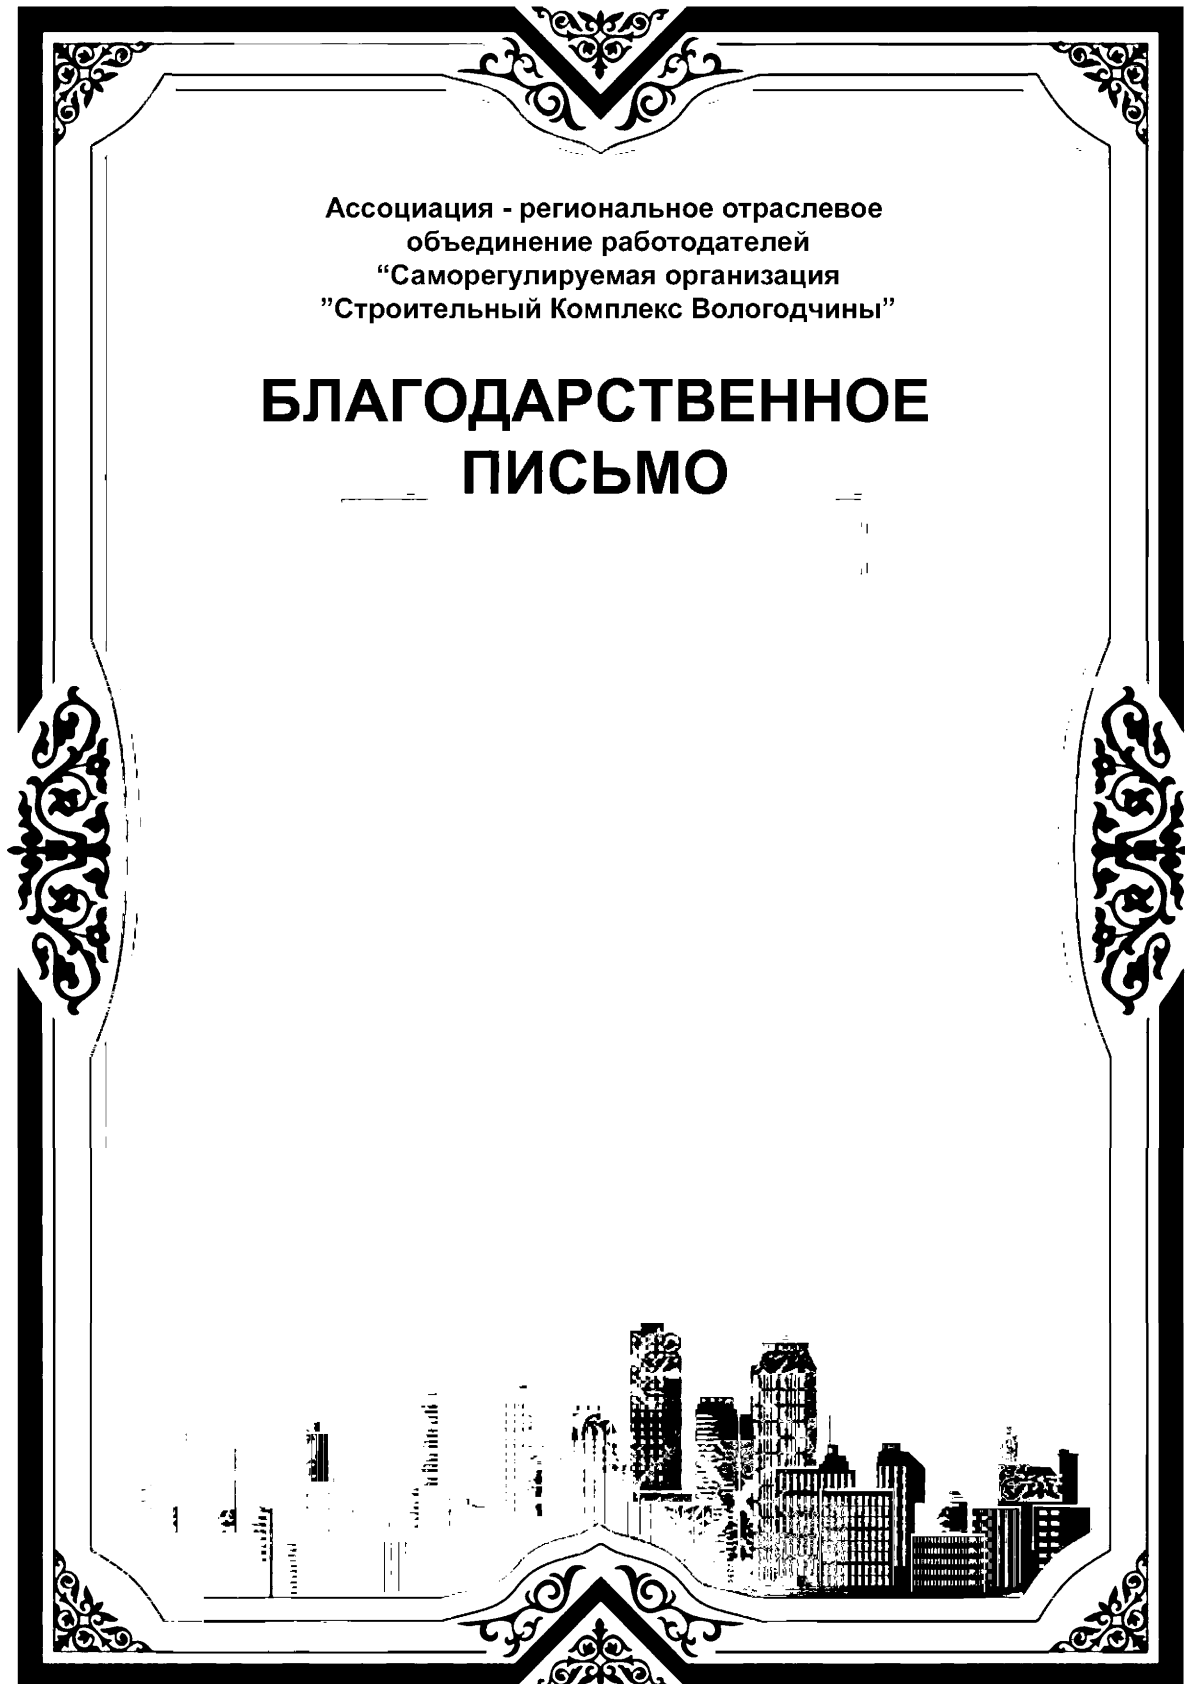 Ассоциация - региональное отраслевое
объединение работодателей
“Саморегулируемая организация
”Строительный Комплекс Вологодчины”
БЛАГОДАРСТВЕННОЕ
ПИСЬМО